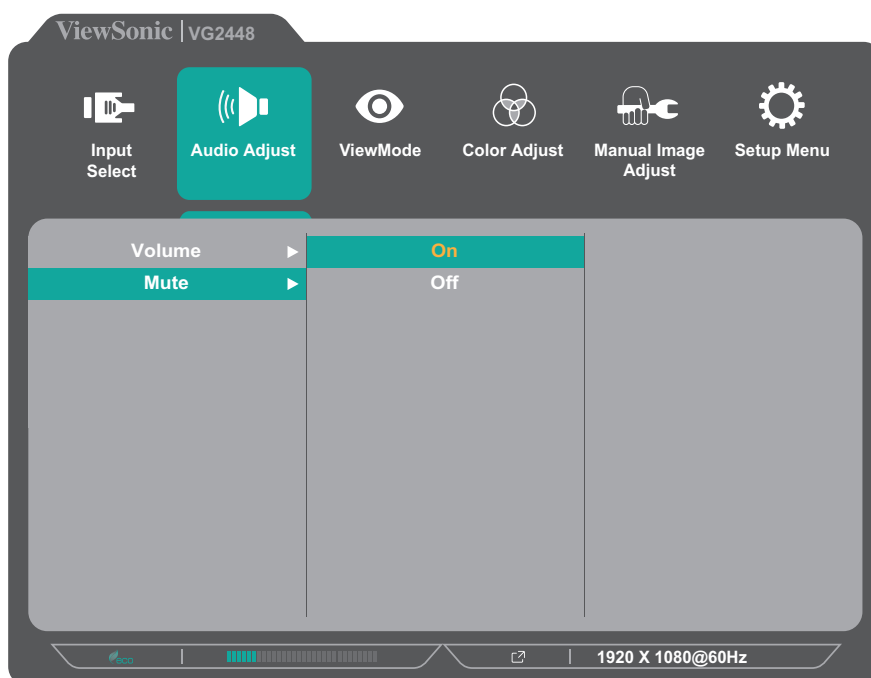 ViewSonic | VG2448
Input Select
Audio Adjust
ViewMode
Color Adjust
Manual Image Adjust
Setup Menu
Volume
On
Mute
Off
eco
1920 X 1080@60Hz